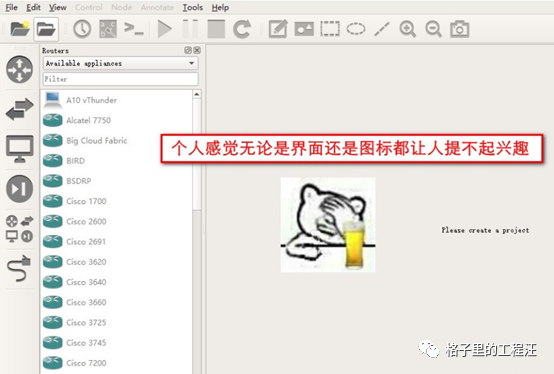 File Edit View Control Node Annotate Tools Help
Routers
Available appliances
Filter
A10 vThunder
Alcatel 7750
Big Cloud Fabric
BIRD
BSDRP
Cisco 1700
Cisco 2600
Cisco 2691
Cisco 3620
Cisco 3640
Cisco 3660
Cisco 3725
Cisco 3745
Cisco 7200
个人感觉无论是界面还是图标都让人提不起兴趣
Please create a project
格子里的工程汪